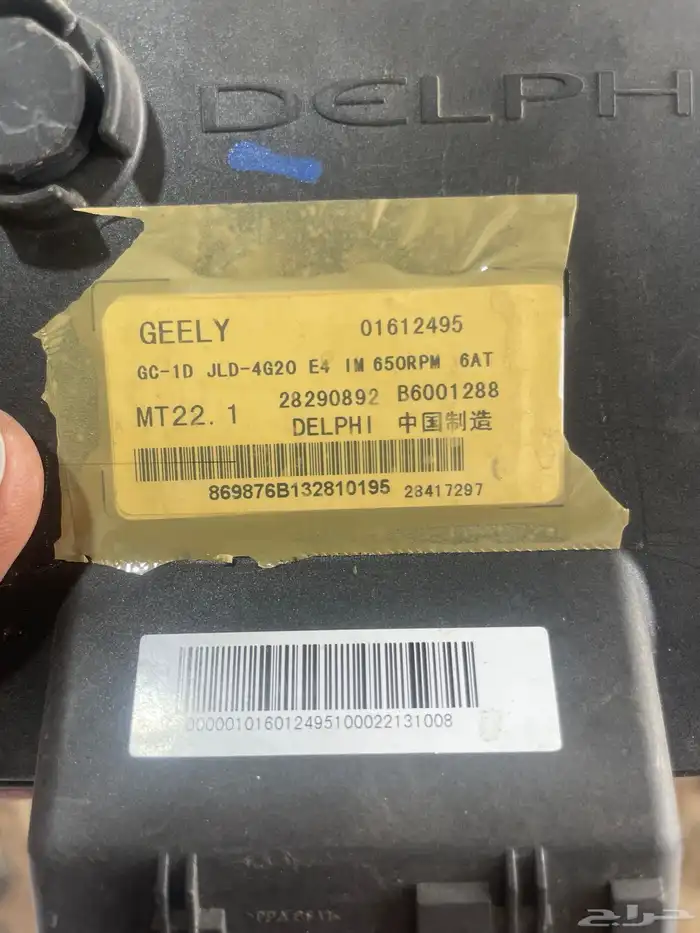 DELPH
GEELY 01612495
GC-1D JLD-4G20 E4 IM 650RPM 6AT
MT22.1 28290892 B6001288
DELPHI 中国制造
869876B132810195 28417297
000001016012495100022131008
حراج